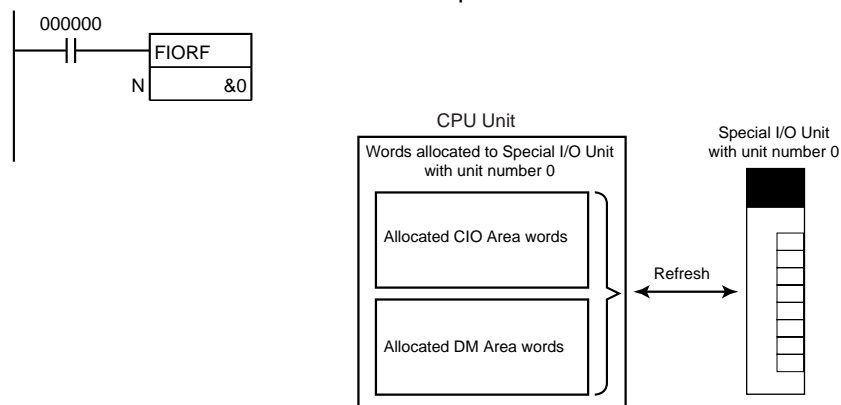 000000
FIORF
N &0
CPU Unit
Words allocated to Special I/O Unit
with unit number 0
Allocated CIO Area words
Allocated DM Area words
Refresh
Special I/O Unit
with unit number 0